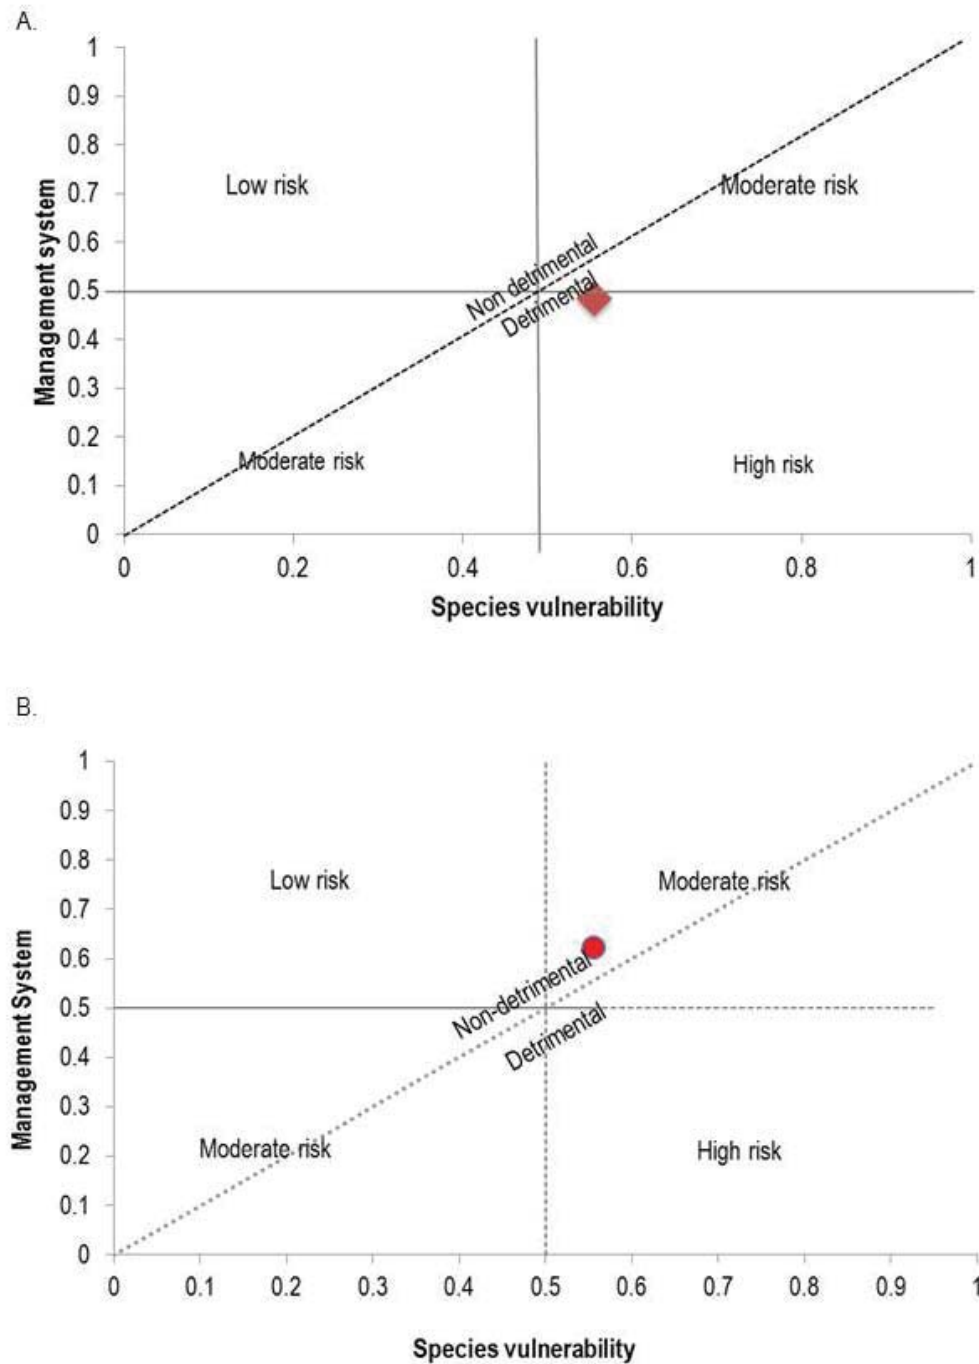 A.
1
0.9
0.8
0.7
0.6
0.5
0.4
0.3
0.2
0.1
0
Management system
Low risk
Moderate risk
Non detrimental
Detrimental
Moderate risk
High risk
0 0.2 0.4 0.6 0.8 1
Species vulnerability
B.
1
0.9
0.8
0.7
0.6
0.5
0.4
0.3
0.2
0.1
0
Management System
Low risk
Moderate risk
Non-detrimental
Detrimental
Moderate risk
High risk
0 0.1 0.2 0.3 0.4 0.5 0.6 0.7 0.8 0.9 1
Species vulnerability